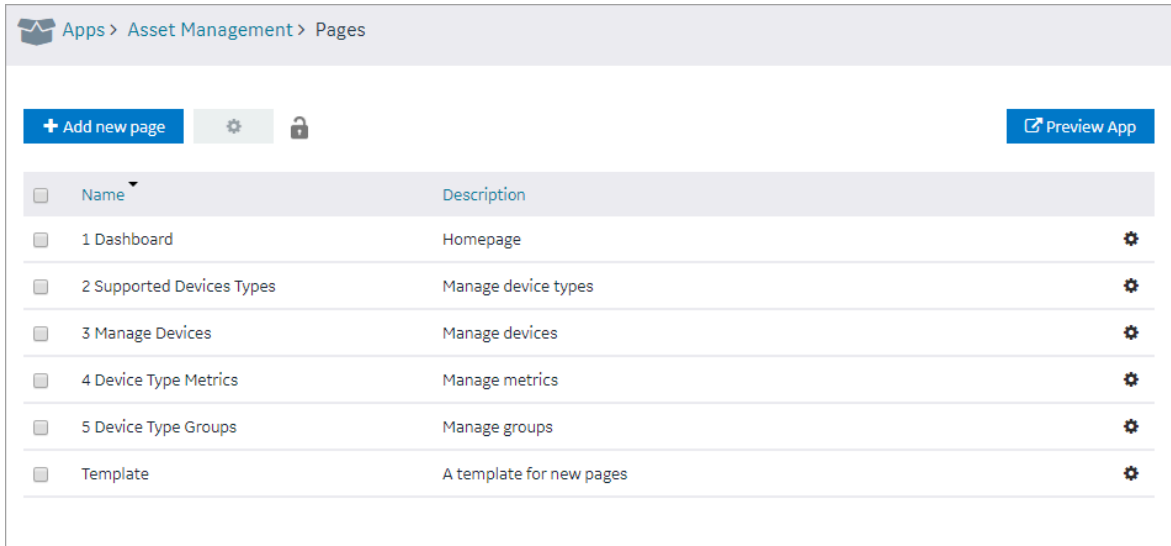 Apps > Asset Management > Pages
Add new page
Preview App
Name Description
1 Dashboard Homepage
2 Supported Devices Types Manage device types
3 Manage Devices Manage devices
4 Device Type Metrics Manage metrics
5 Device Type Groups Manage groups
Template A template for new pages